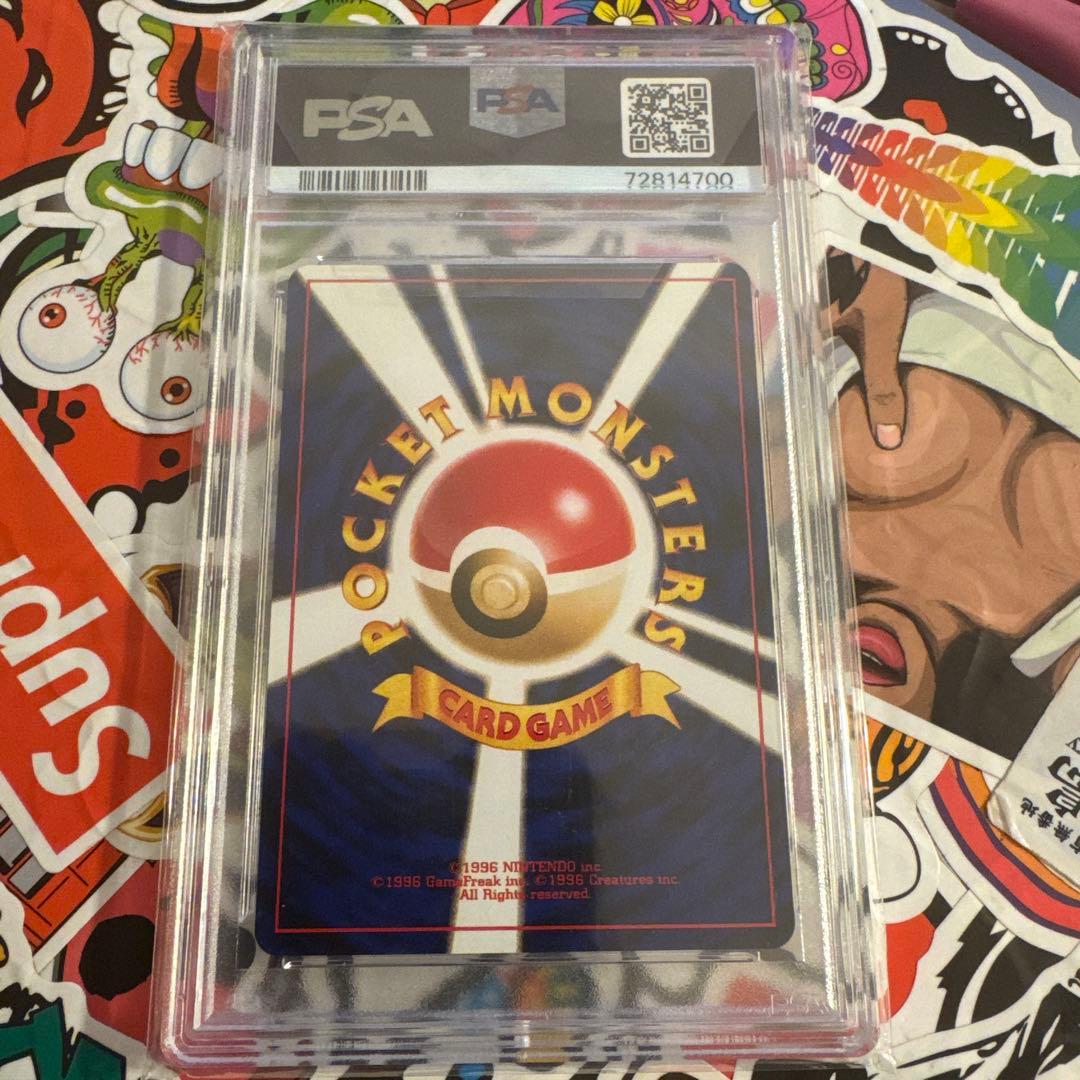 PSA
PSA
72814700
POCKET MONSTERS
CARD GAME
©1996 NINTENDO inc.
©1996 GameFreak inc. ©1996 Creatures inc.
All Rights reserved.
Sup